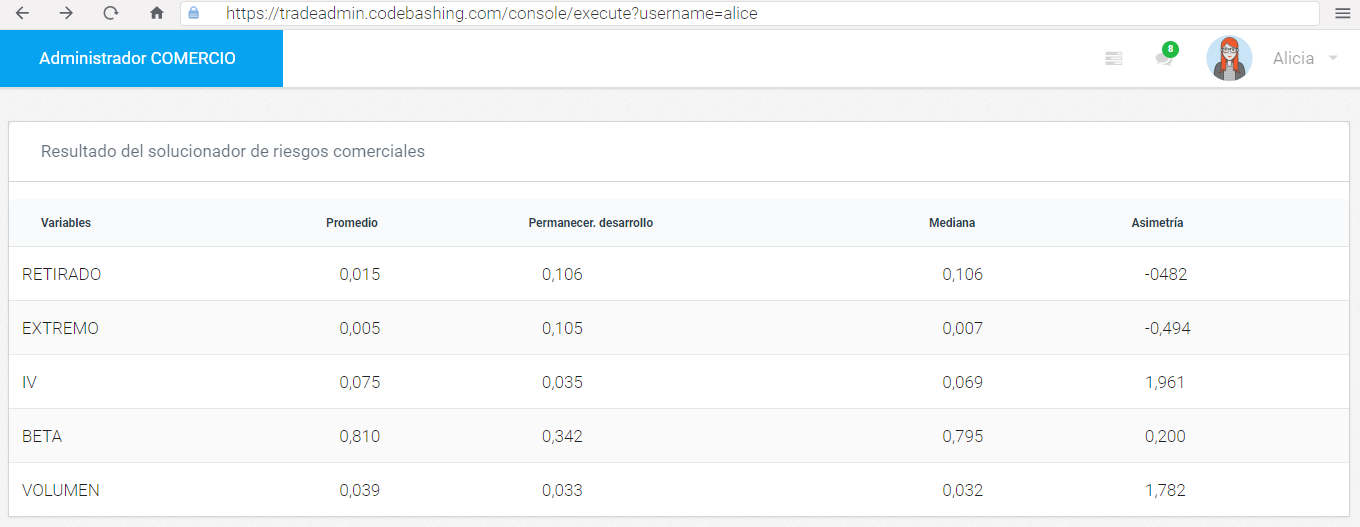 https://tradeadmin.codebashing.com/console/execute?username=alice
Administrador COMERCIO
8
Alicia
Resultado del solucionador de riesgos comerciales
Variables Promedio Permanecer. desarrollo Mediana Asimetría
RETIRADO 0,015 0,106 0,106 -0482
EXTREMO 0,005 0,105 0,007 -0,494
IV 0,075 0,035 0,069 1,961
BETA 0,810 0,342 0,795 0,200
VOLUMEN 0,039 0,033 0,032 1,782